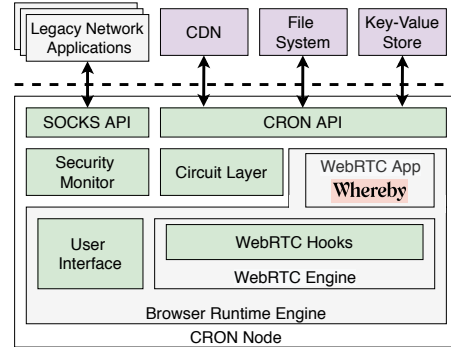 Legacy Network
Applications
CDN
File
System
Key-Value
Store
SOCKS API
CRON API
Security
Monitor
Circuit Layer
WebRTC App
Whereby
User
Interface
WebRTC Hooks
WebRTC Engine
Browser Runtime Engine
CRON Node